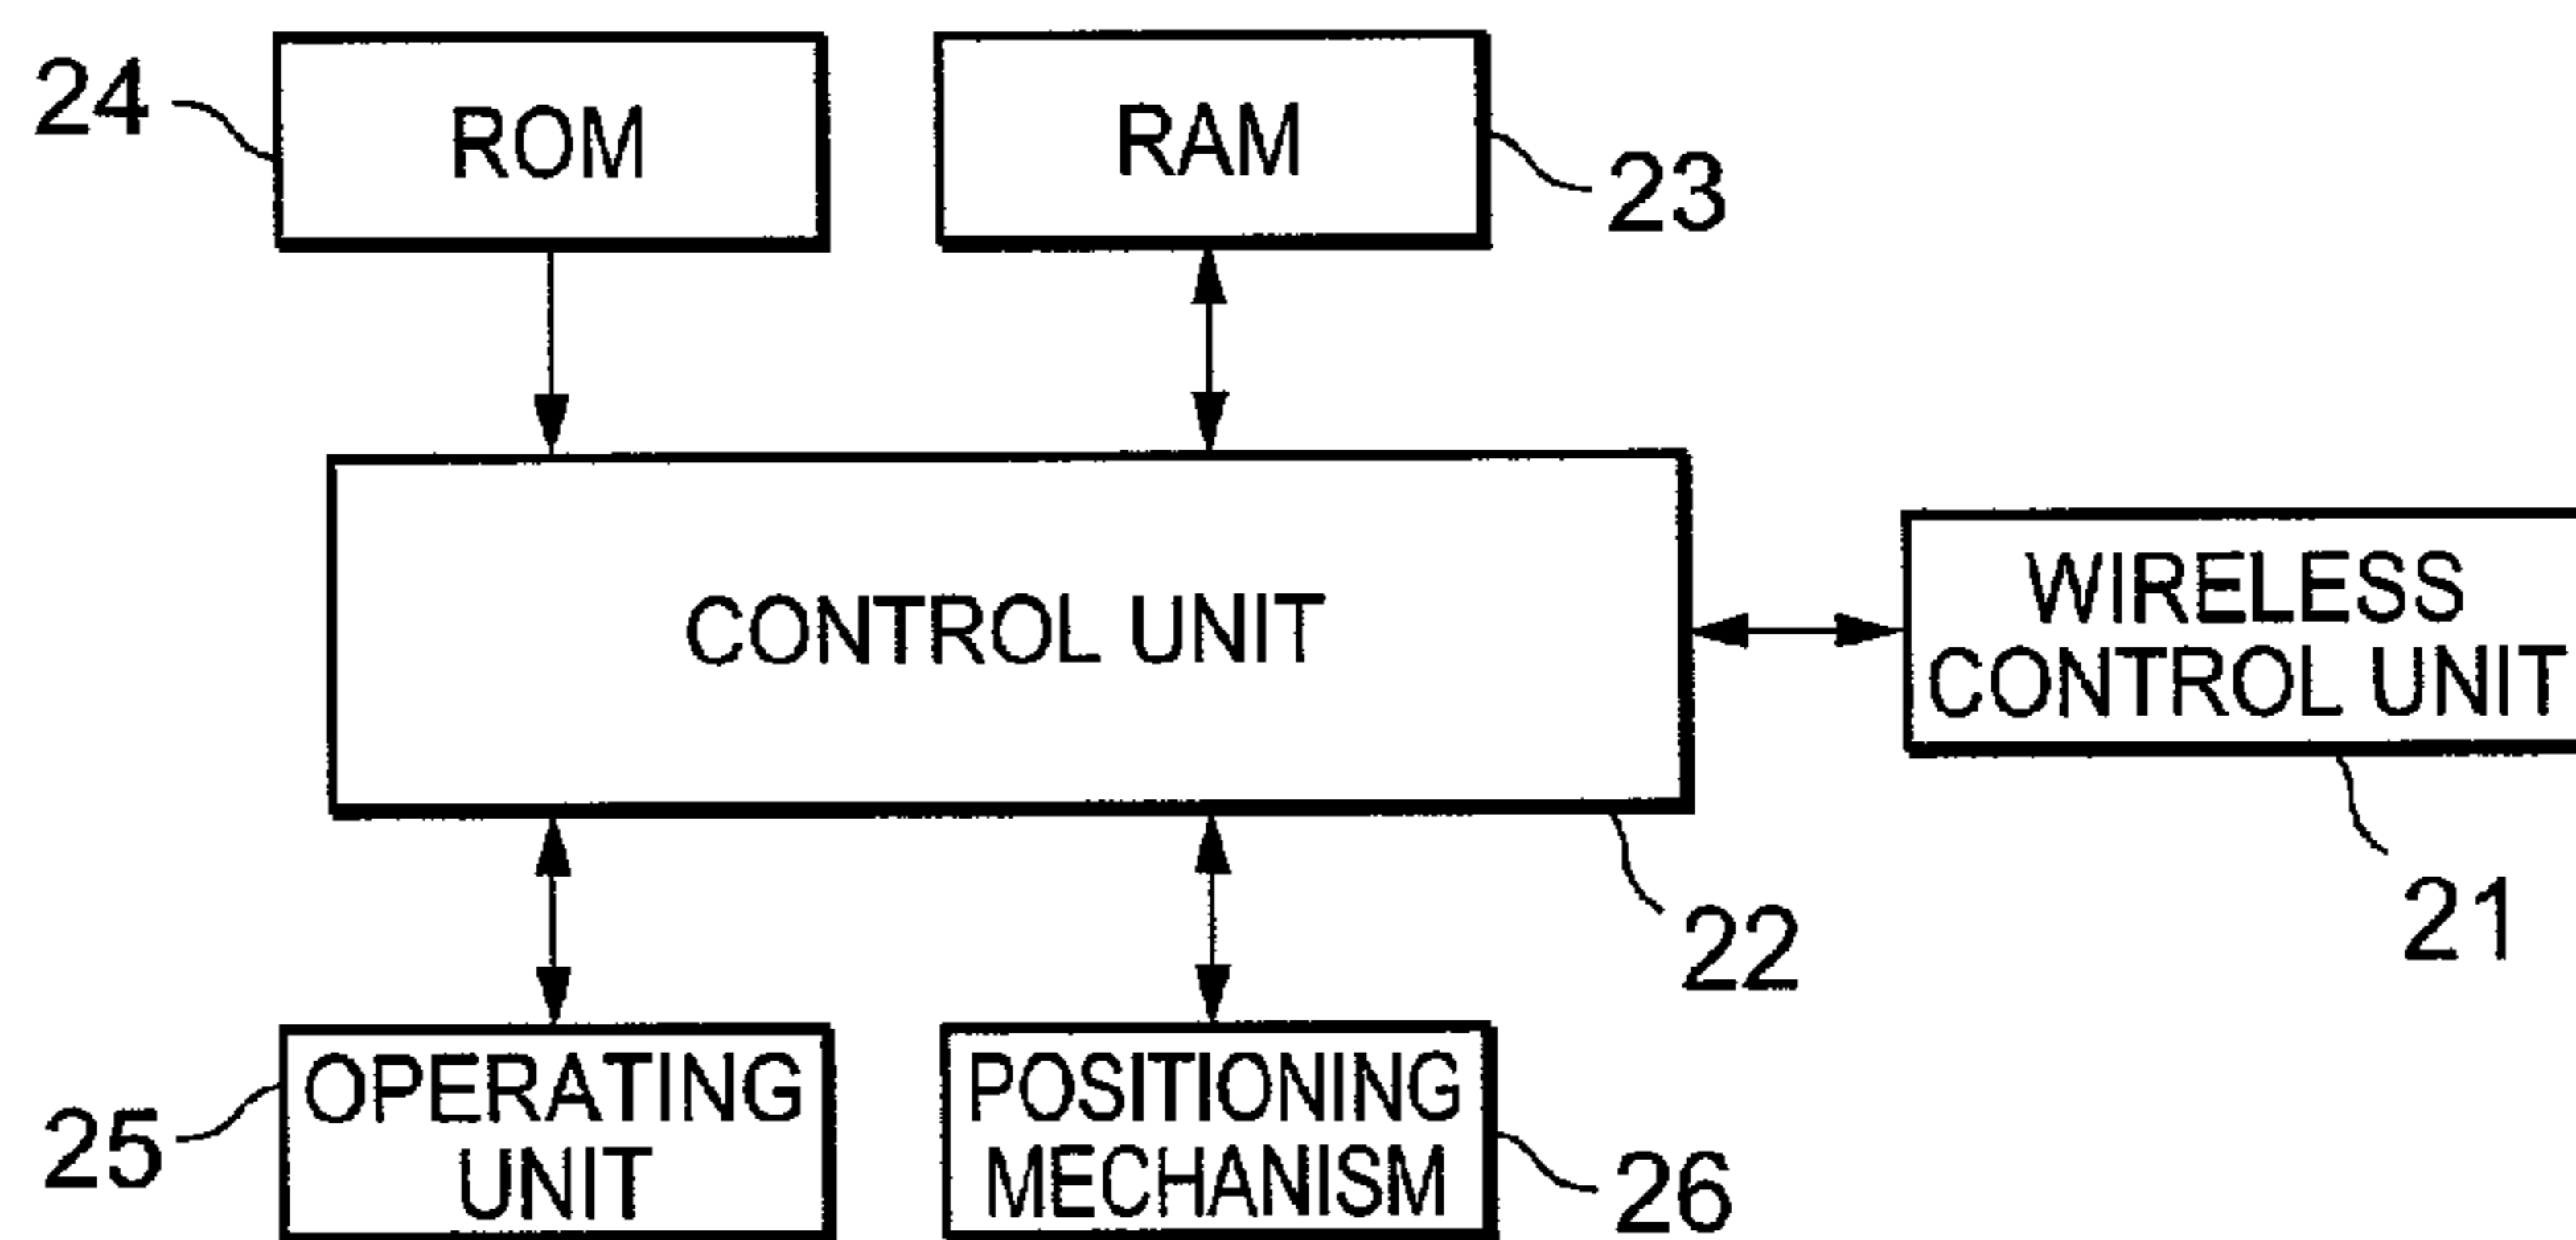 24
ROM
RAM
23
CONTROL UNIT
WIRELESS
CONTROL UNIT
22
21
25
OPERATING
UNIT
POSITIONING
MECHANISM
26